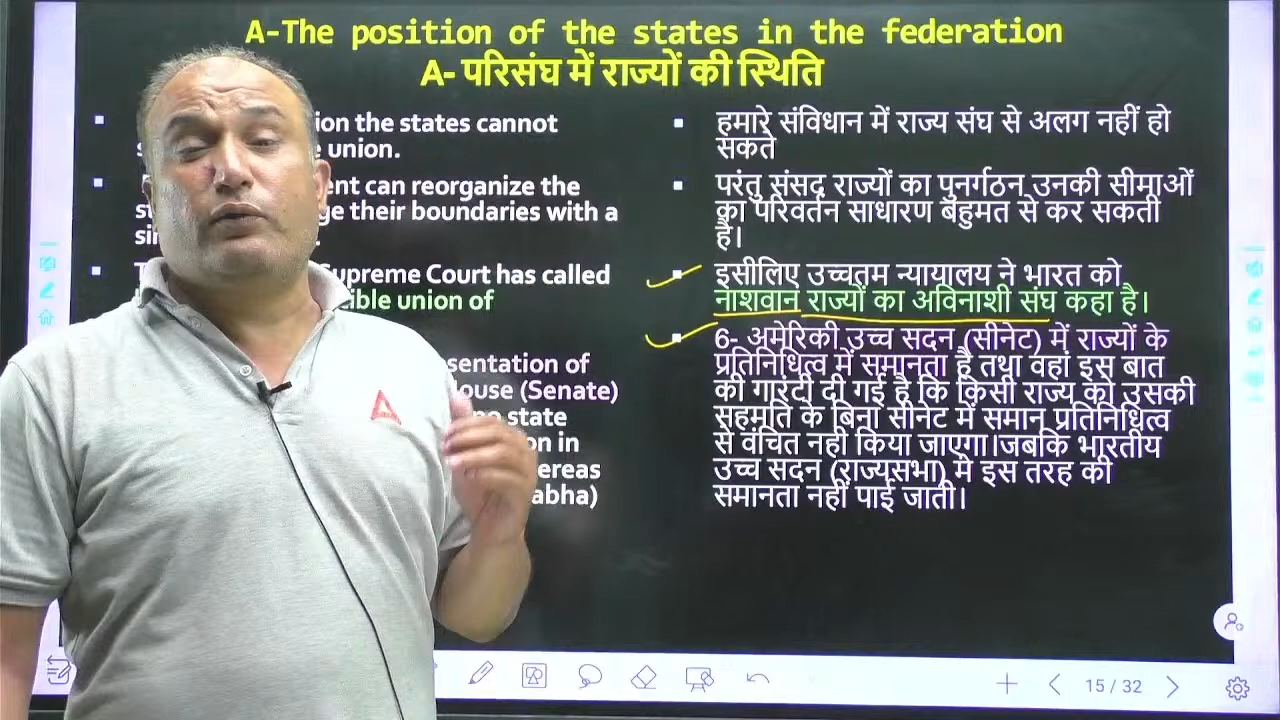 A-The position of the states in the federation
A- परिसंघ में राज्यों की स्थिति
ion the states cannot
union.
ent can reorganize the
ge their boundaries with a
Supreme Court has called
ible union of
sentation of
ouse (Senate)
no state
on in
ereas
abha)
हमारे संविधान में राज्य संघ से अलग नहीं हो
सकते
परंतु संसद राज्यों का पुनर्गठन उनकी सीमाओं
का परिवर्तन साधारण बहुमत से कर सकती
है।
इसीलिए उच्चतम न्यायालय ने भारत को
नाशवान राज्यों का अविनाशी संघ कहा है।
6- अमेरिकी उच्च सदन (सीनेट) में राज्यों के
प्रतिनिधित्व में समानता है तथा वहां इस बात
की गारंटी दी गई है कि किसी राज्य को उसकी
सहमति के बिना सीनेट में समान प्रतिनिधित्व
से वंचित नही किया जाएगा।जबकि भारतीय
उच्च सदन (राज्यसभा) मे इस तरह की
समानता नहीं पाई जाती।
15 / 32